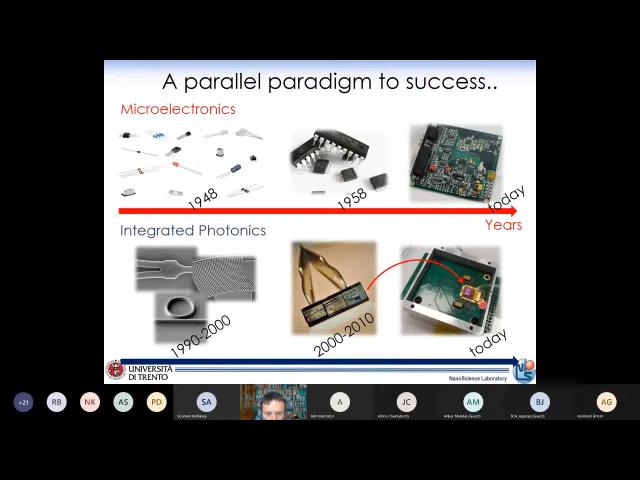 A parallel paradigm to success..
Microelectronics
1948
1958
today
Years
Integrated Photonics
1990-2000
2000-2010
today
UNIVERSITÀ
DI TRENTO
NanoScience Laboratory
+21
RB
NK
AS
PD
SA
A
JC
AM
BJ
AG
Administrator